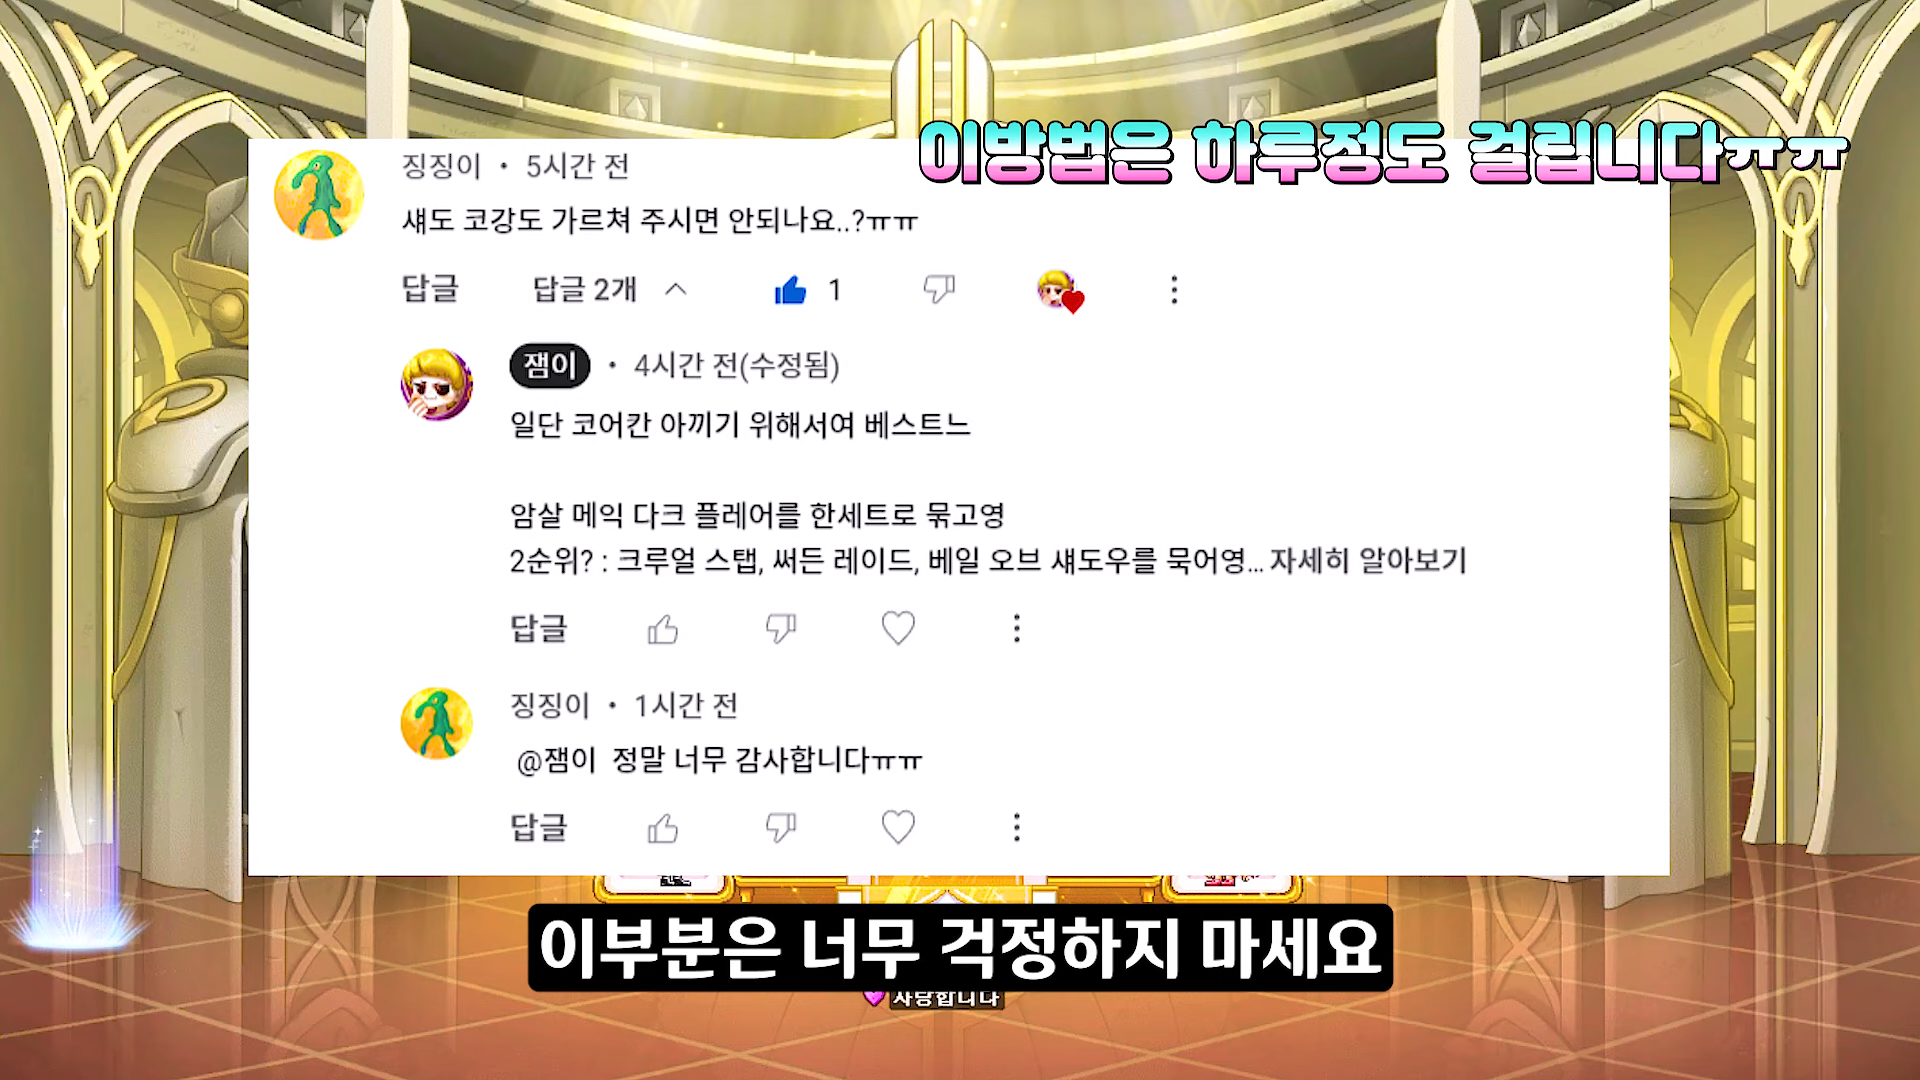 이방법은 하루정도 걸립니다ㅠㅠ
징징이 • 5시간 전
섀도 코강도 가르쳐 주시면 안되나요..?ㅠㅠ
답글 답글 2개 1
잼이 • 4시간 전(수정됨)
일단 코어칸 아끼기 위해서여 베스트느
암살 메익 다크 플레어를 한세트로 묶고영
2순위? : 크루얼 스탭, 써든 레이드, 베일 오브 섀도우를 묵어영... 자세히 알아보기
답글
징징이 • 1시간 전
@잼이 정말 너무 감사합니다ㅠㅠ
답글
이부분은 너무 걱정하지 마세요